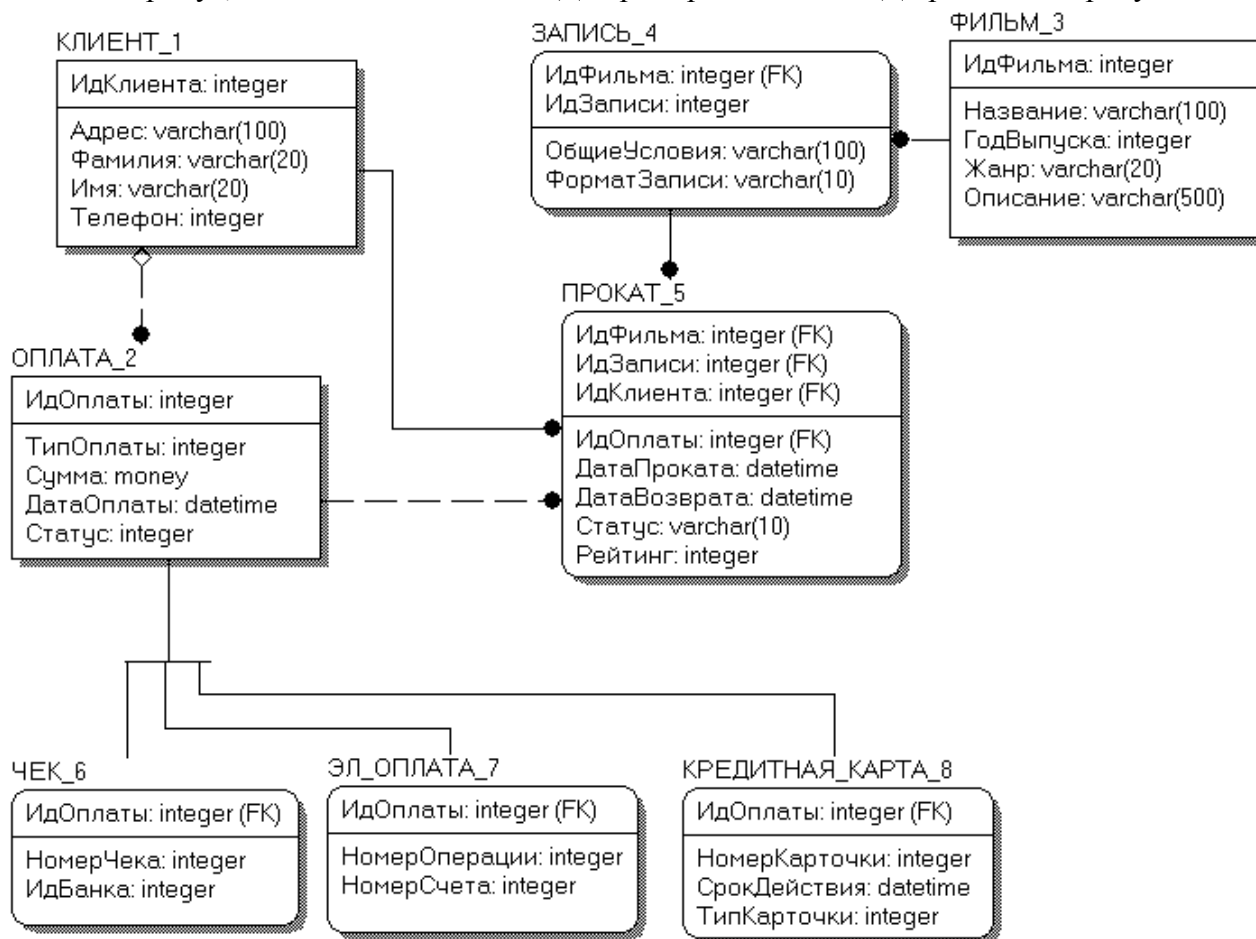 КЛИЕНТ_1
ИдКлиента: integer
Адрес: varchar(100)
Фамилия: varchar(20)
Имя: varchar(20)
Телефон: integer
ЗАПИСЬ_4
ИдФильма: integer (FK)
ИдЗаписи: integer
ОбщиеУсловия: varchar(100)
ФорматЗаписи: varchar(10)
ФИЛЬМ_3
ИдФильма: integer
Название: varchar(100)
ГодВыпуска: integer
Жанр: varchar(20)
Описание: varchar(500)
ОПЛАТА_2
ИдОплаты: integer
ТипОплаты: integer
Сумма: money
ДатаОплаты: datetime
Статус: integer
ПРОКАТ_5
ИдФильма: integer (FK)
ИдЗаписи: integer (FK)
ИдКлиента: integer (FK)
ИдОплаты: integer (FK)
ДатаПроката: datetime
ДатаВозврата: datetime
Статус: varchar(10)
Рейтинг: integer
ЧЕК_6
ИдОплаты: integer (FK)
НомерЧека: integer
ИдБанка: integer
ЭЛ_ОПЛАТА_7
ИдОплаты: integer (FK)
НомерОперации: integer
НомерСчета: integer
КРЕДИТНАЯ_КАРТА_8
ИдОплаты: integer (FK)
НомерКарточки: integer
СрокДействия: datetime
ТипКарточки: integer